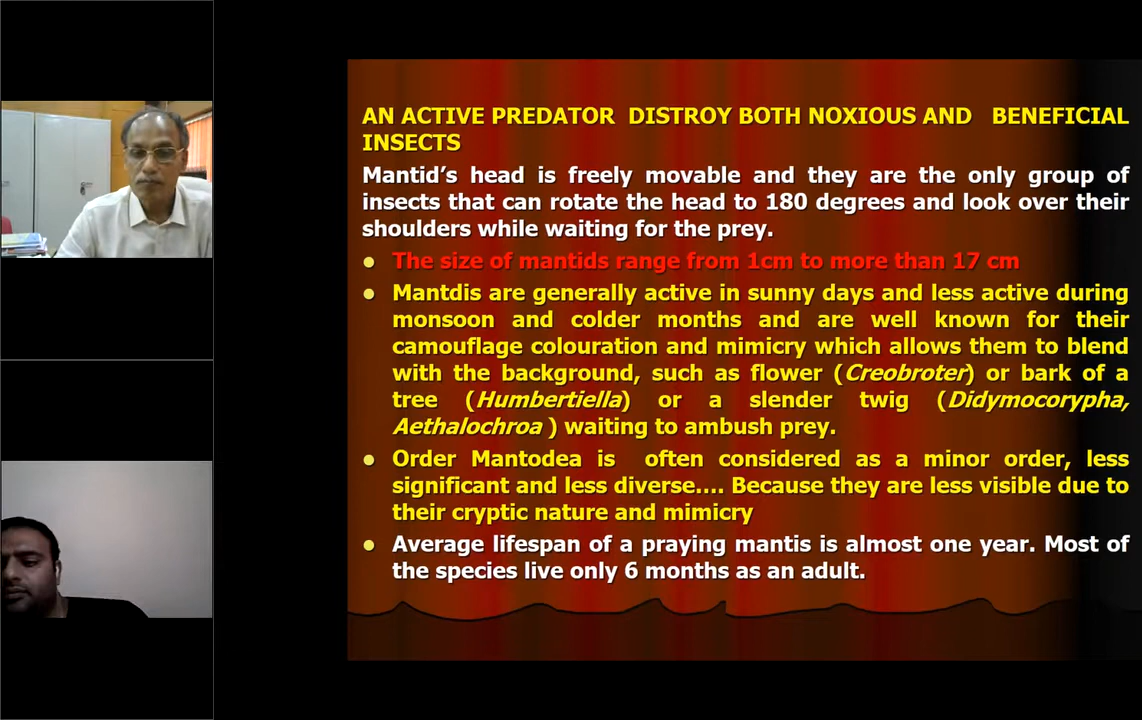 AN ACTIVE PREDATOR DISTROY BOTH NOXIOUS AND BENEFICIAL
INSECTS
Mantid's head is freely movable and they are the only group of
insects that can rotate the head to 180 degrees and look over their
shoulders while waiting for the prey.
● The size of mantids range from 1cm to more than 17 cm
● Mantdis are generally active in sunny days and less active during
monsoon and colder months and are well known for their
camouflage colouration and mimicry which allows them to blend
with the background, such as flower (Creobroter) or bark of a
tree (Humbertiella) or a slender twig (Didymocorypha,
Aethalochroa ) waiting to ambush prey.
● Order Mantodea is often considered as a minor order, less
significant and less diverse.... Because they are less visible due to
their cryptic nature and mimicry
● Average lifespan of a praying mantis is almost one year. Most of
the species live only 6 months as an adult.